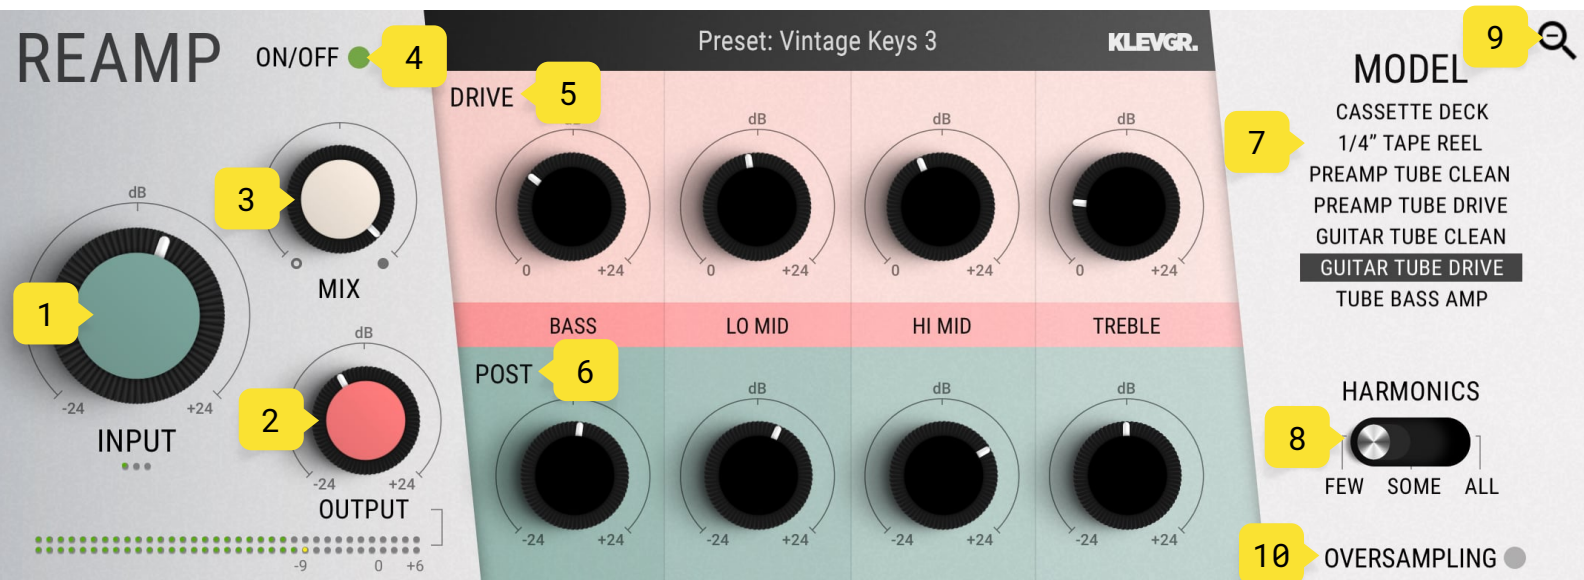 REAMP
ON/OFF
4
Preset: Vintage Keys 3
KLEVGR.
9
MODEL
CASSETTE DECK
1/4” TAPE REEL
PREAMP TUBE CLEAN
PREAMP TUBE DRIVE
GUITAR TUBE CLEAN
GUITAR TUBE DRIVE
TUBE BASS AMP
7
DRIVE
5
dB
dB
dB
dB
0
+24
0
+24
0
+24
0
+24
3
MIX
dB
1
-24
+24
INPUT
BASS
LO MID
HI MID
TREBLE
dB
2
-24
+24
OUTPUT
POST
6
dB
dB
dB
-24
+24
-24
+24
-24
+24
-24
+24
HARMONICS
8
FEW
SOME
ALL
-9
0
+6
10
OVERSAMPLING